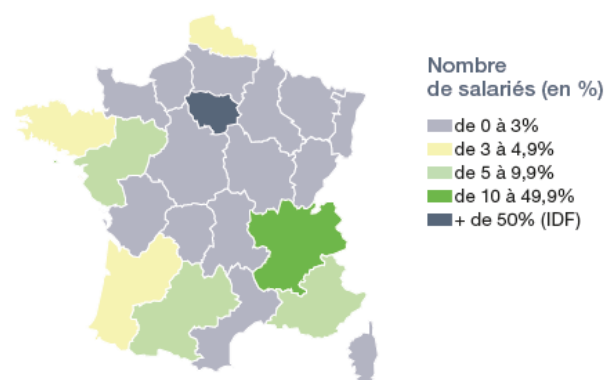 Nombre
de salariés (en %)
de 0 à 3%
de 3 à 4,9%
de 5 à 9,9%
de 10 à 49,9%
+ de 50% (IDF)